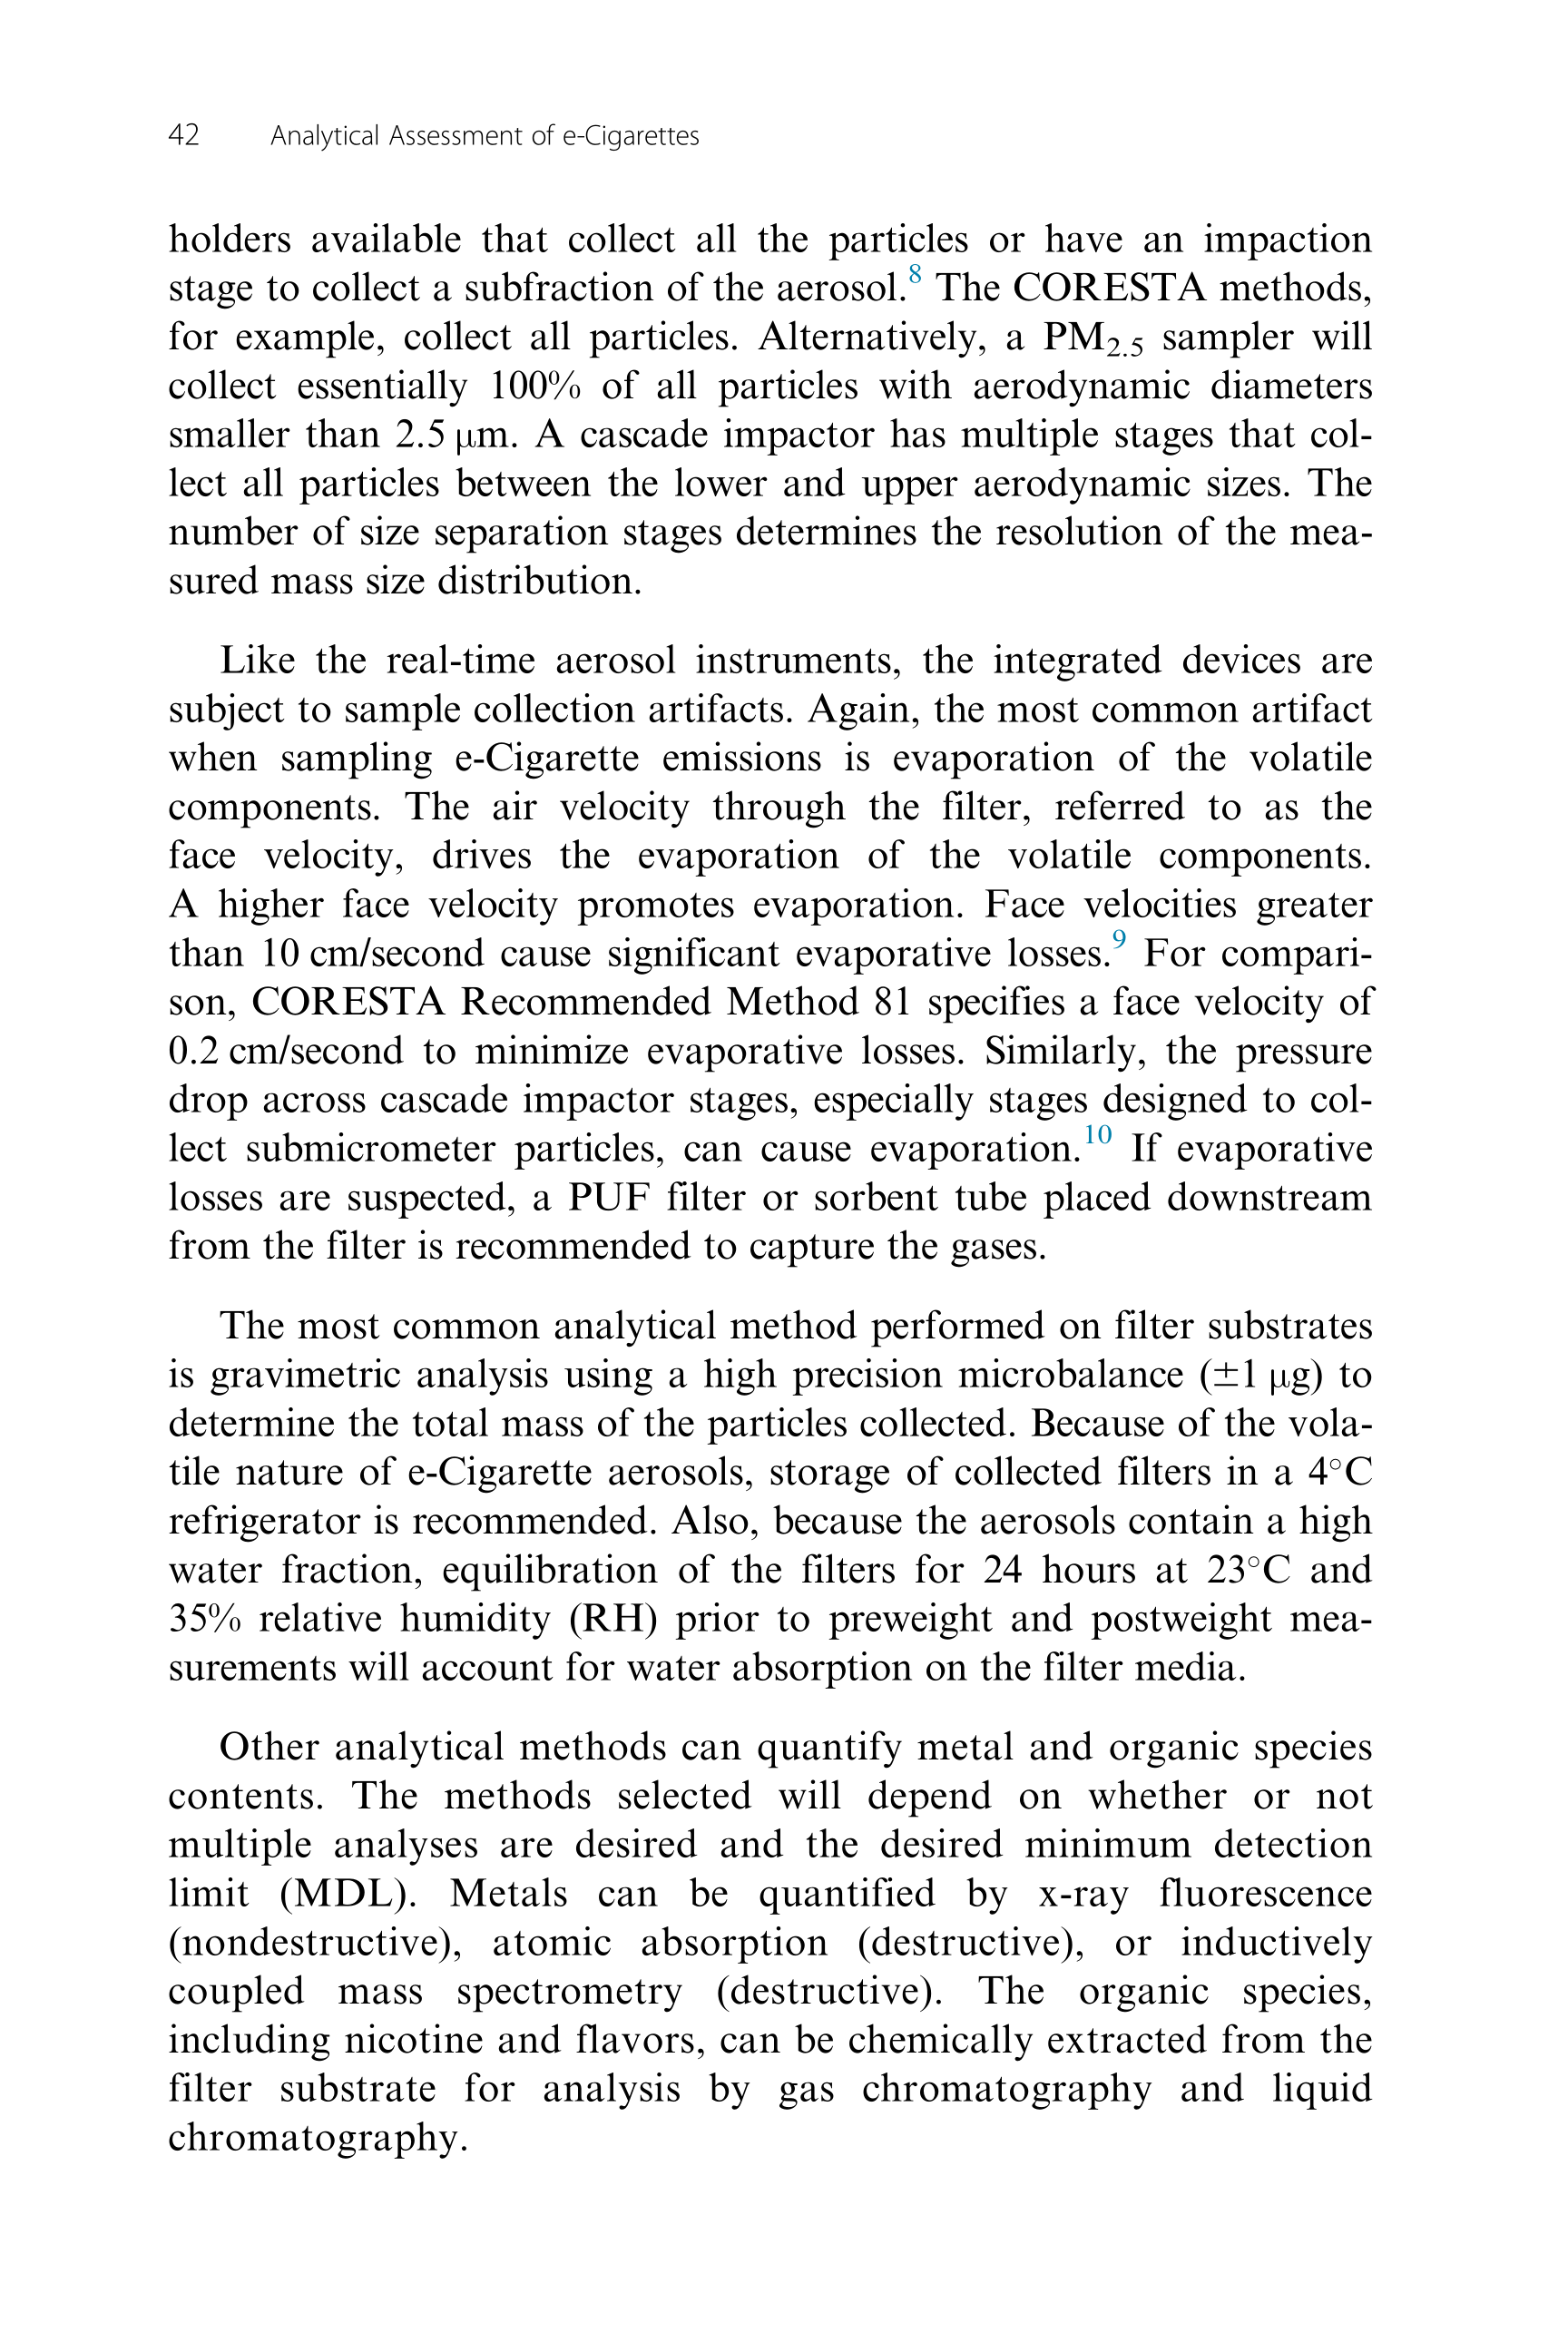 42 Analytical Assessment of e-Cigarettes
holders available that collect all the particles or have an impaction
stage to collect a subfraction of the aerosol.8 The CORESTA methods,
for example, collect all particles. Alternatively, a PM2.5 sampler will
collect essentially 100% of all particles with aerodynamic diameters
smaller than 2.5 μm. A cascade impactor has multiple stages that col-
lect all particles between the lower and upper aerodynamic sizes. The
number of size separation stages determines the resolution of the mea-
sured mass size distribution.
Like the real-time aerosol instruments, the integrated devices are
subject to sample collection artifacts. Again, the most common artifact
when sampling e-Cigarette emissions is evaporation of the volatile
components. The air velocity through the filter, referred to as the
face velocity, drives the evaporation of the volatile components.
A higher face velocity promotes evaporation. Face velocities greater
than 10 cm/second cause significant evaporative losses.9 For compari-
son, CORESTA Recommended Method 81 specifies a face velocity of
0.2 cm/second to minimize evaporative losses. Similarly, the pressure
drop across cascade impactor stages, especially stages designed to col-
lect submicrometer particles, can cause evaporation.10 If evaporative
losses are suspected, a PUF filter or sorbent tube placed downstream
from the filter is recommended to capture the gases.
The most common analytical method performed on filter substrates
is gravimetric analysis using a high precision microbalance (±1 μg) to
determine the total mass of the particles collected. Because of the vola-
tile nature of e-Cigarette aerosols, storage of collected filters in a 4°C
refrigerator is recommended. Also, because the aerosols contain a high
water fraction, equilibration of the filters for 24 hours at 23°C and
35% relative humidity (RH) prior to preweight and postweight mea-
surements will account for water absorption on the filter media.
Other analytical methods can quantify metal and organic species
contents. The methods selected will depend on whether or not
multiple analyses are desired and the desired minimum detection
limit (MDL). Metals can be quantified by x-ray fluorescence
(nondestructive), atomic absorption (destructive), or inductively
coupled mass spectrometry (destructive). The organic species,
including nicotine and flavors, can be chemically extracted from the
filter substrate for analysis by gas chromatography and liquid
chromatography.